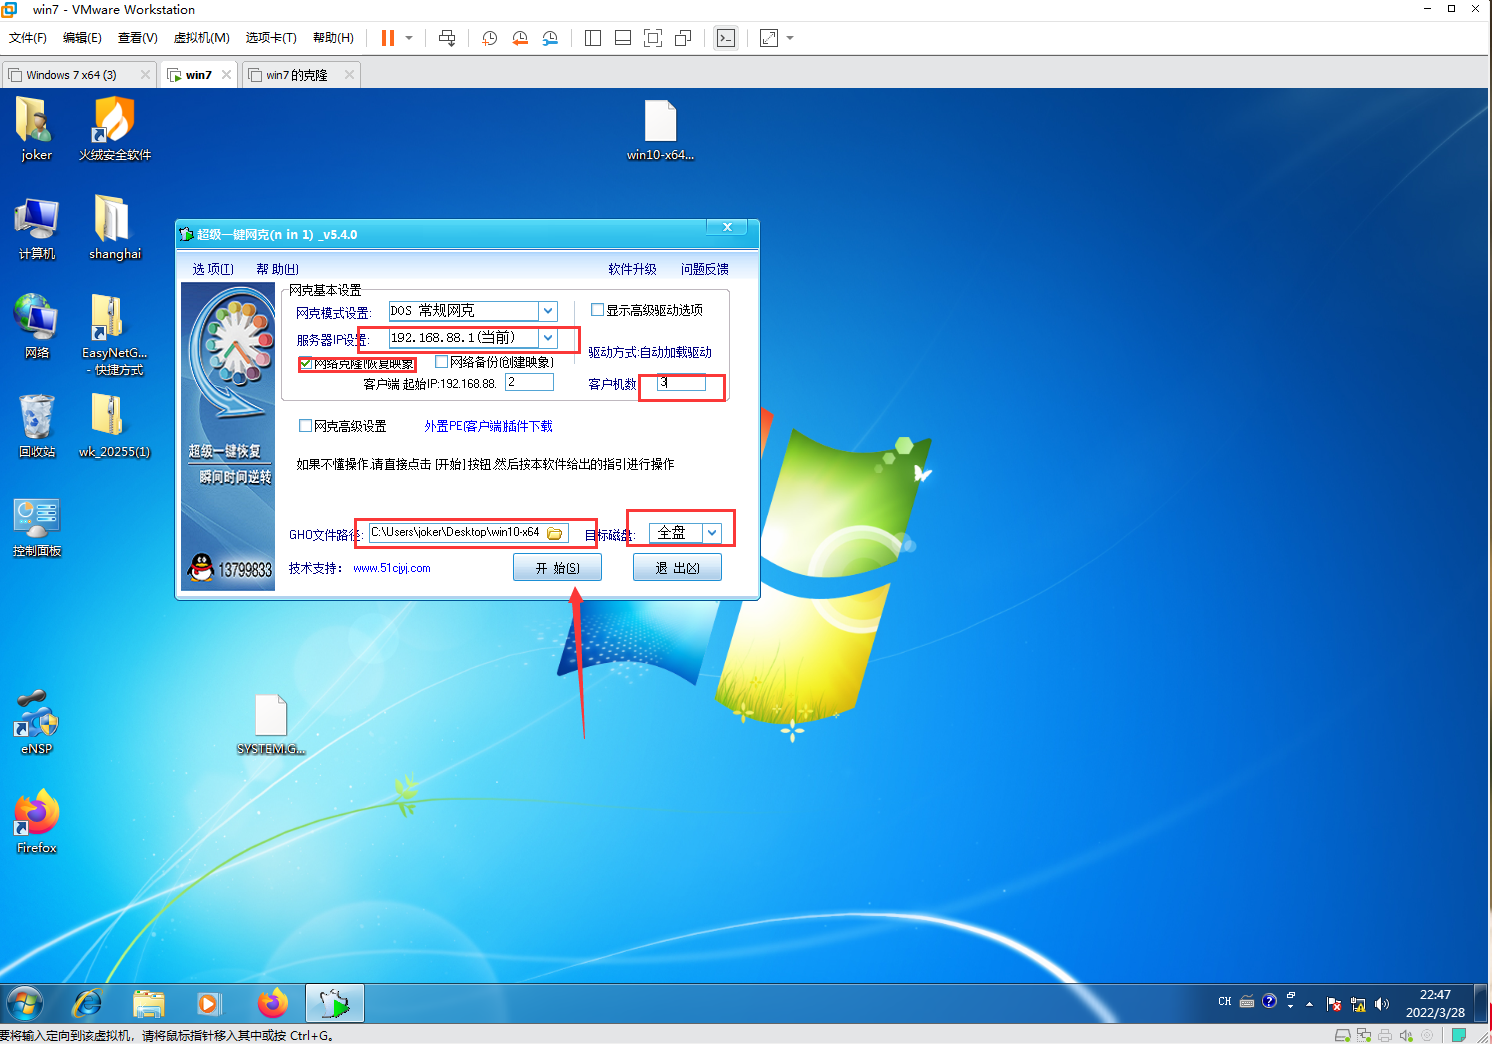 win7 - VMware Workstation
文件(F) 编辑(E) 查看(V) 虚拟机(M) 选项卡(T) 帮助(H)
Windows 7 x64 (3) win7 win7 的克隆
joker
火绒安全软件
win10-x64...
计算机
shanghai
网络
EasyNetG...
- 快捷方式
回收站
wk_20255(1)
控制面板
eNSP
SYSTEM.G...
Firefox
超级一键网克(n in 1) _v5.4.0
选 项(T) 帮 助(H) 软件升级 问题反馈
网克基本设置
网克模式设置: DOS 常规网克 显示高级驱动选项
服务器IP设置: 192.168.88.1(当前)
驱动方式:自动加载驱动
网络克隆(恢复映象) 网络备份(创建映象)
客户端 起始IP:192.168.88. 2 客户机数 3
网克高级设置 外置PE(客户端)插件下载
如果不懂操作,请直接点击 [开始] 按钮,然后按本软件给出的指引进行操作
超级一键恢复
瞬间时间逆转
13799833
GHO文件路径: C:\Users\joker\Desktop\win10-x64 目标磁盘: 全盘
技术支持： www.51cjyj.com 开 始(S) 退 出(X)
CH
22:47
2022/3/28
要将输入定向到该虚拟机，请将鼠标指针移入其中或按 Ctrl+G。